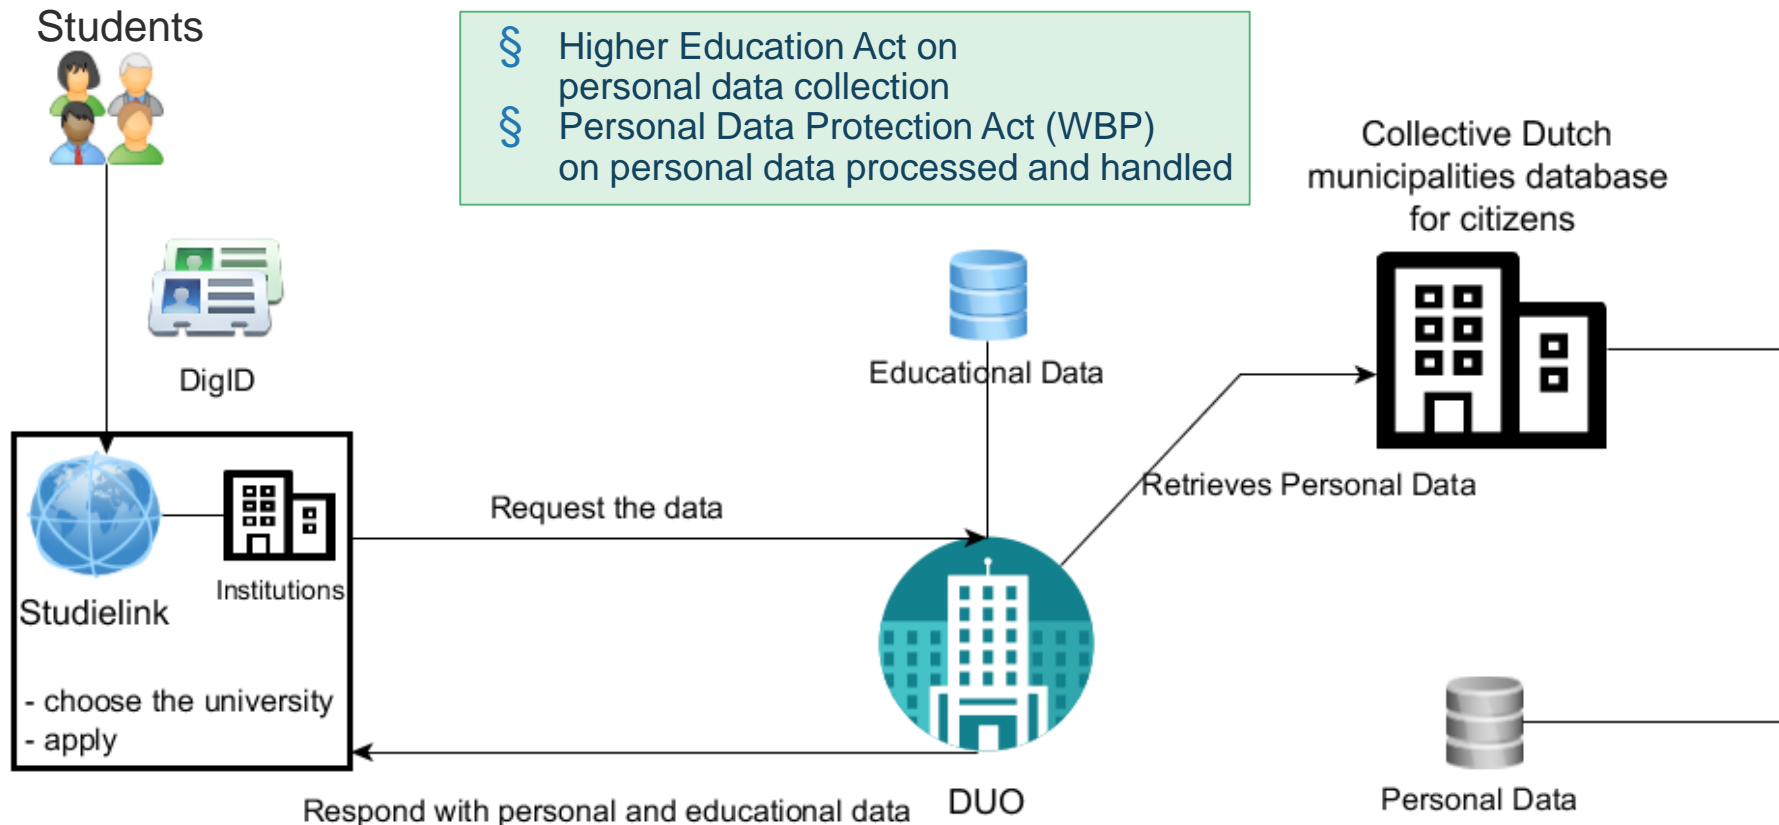 Students
§ Higher Education Act on
personal data collection
§ Personal Data Protection Act (WBP)
on personal data processed and handled
Collective Dutch
municipalities database
for citizens
DigID
Educational Data
Retrieves Personal Data
Request the data
Institutions
Studielink
- choose the university
- apply
Respond with personal and educational data
DUO
Personal Data